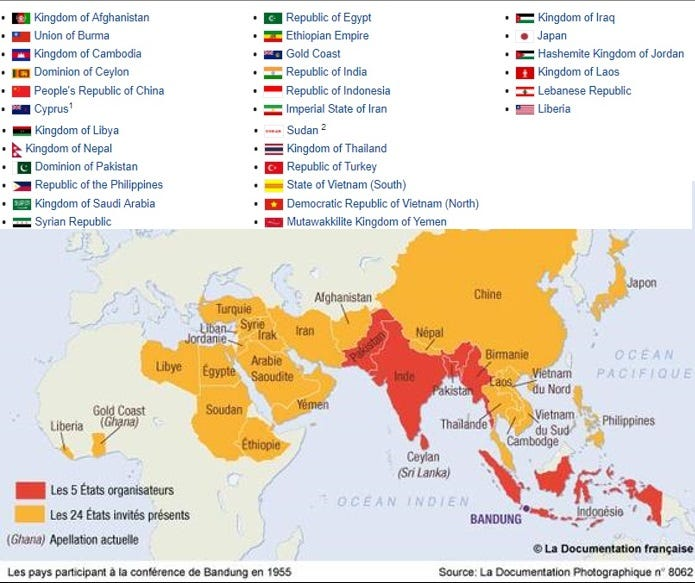 Kingdom of Afghanistan
Union of Burma
Kingdom of Cambodia
Dominion of Ceylon
People's Republic of China
Cyprus1
Kingdom of Libya
Kingdom of Nepal
Dominion of Pakistan
Republic of the Philippines
Kingdom of Saudi Arabia
Syrian Republic
Republic of Egypt
Ethiopian Empire
Gold Coast
Republic of India
Republic of Indonesia
Imperial State of Iran
Sudan 2
Kingdom of Thailand
Republic of Turkey
State of Vietnam (South)
Democratic Republic of Vietnam (North)
Mutawakkilite Kingdom of Yemen
Kingdom of Iraq
Japan
Hashemite Kingdom of Jordan
Kingdom of Laos
Lebanese Republic
Liberia
Turquie
Liban
Syrie
Jordanie
Irak
Iran
Afghanistan
Chine
Japon
Libye
Égypte
Arabie
Saoudite
Pakistan
Népal
Inde
Birmanie
Pakistan
Laos
Vietnam
du Nord
OCÉAN
PACIFIQUE
Liberia
Gold Coast
(Ghana)
Soudan
Yémen
Éthiopie
Thaïlande
Vietnam
du Sud
Cambodge
Philippines
Ceylan
(Sri Lanka)
OCÉAN INDIEN
BANDUNG
Indonésie
Les 5 États organisateurs
Les 24 États invités présents
(Ghana) Apellation actuelle
© La Documentation française
Les pays participant à la conférence de Bandung en 1955
Source: La Documentation Photographique n° 8062